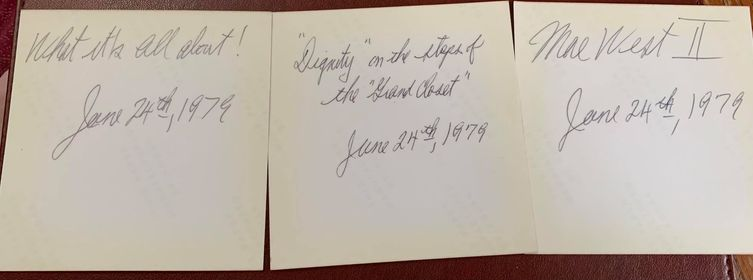 What it's all about!
June 24th, 1979
"Dignity" on the steps of
the "Grand Closet"
June 24th, 1979
Mae West II
June 24th, 1979